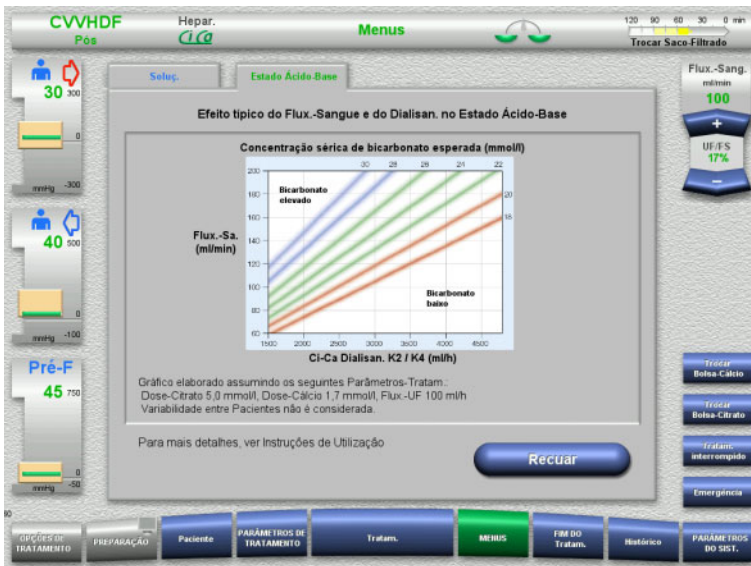 CVVHDF
Pós
Hepar.
CiCa
Menus
120 90 60 30 0 min
Trocar Saco-Filtrado
30 300
0
mmHg -300
40 500
0
mmHg -100
Pré-F
45 750
0
mmHg -50
Soluç.
Estado Ácido-Base
Efeito típico do Flux.-Sangue e do Dialisan. no Estado Ácido-Base
Concentração sérica de bicarbonato esperada (mmol/l)
30 28 26 24 22
200
180
160
140
120
100
80
60
Bicarbonato
elevado
20
18
Flux.-Sa.
(ml/min)
Bicarbonato
baixo
1500 2000 2500 3000 3500 4000 4500
Ci-Ca Dialisan. K2 / K4 (ml/h)
Gráfico elaborado assumindo os seguintes Parâmetros-Tratam.:
Dose-Citrato 5,0 mmol/l, Dose-Cálcio 1,7 mmol/l, Flux.-UF 100 ml/h
Variabilidade entre Pacientes não é considerada.
Para mais detalhes, ver Instruções de Utilização
Recuar
Flux.-Sang.
ml/min
100
+
UF/FS
17%
−
Trocar
Bolsa-Cálcio
Trocar
Bolsa-Citrato
Tratam.
interrompido
Emergência
OPÇÕES DE
TRATAMENTO
PREPARAÇÃO
Paciente
PARÂMETROS DE
TRATAMENTO
Tratam.
MENUS
FIM DO
Tratam.
Histórico
PARÂMETROS
DO SIST.